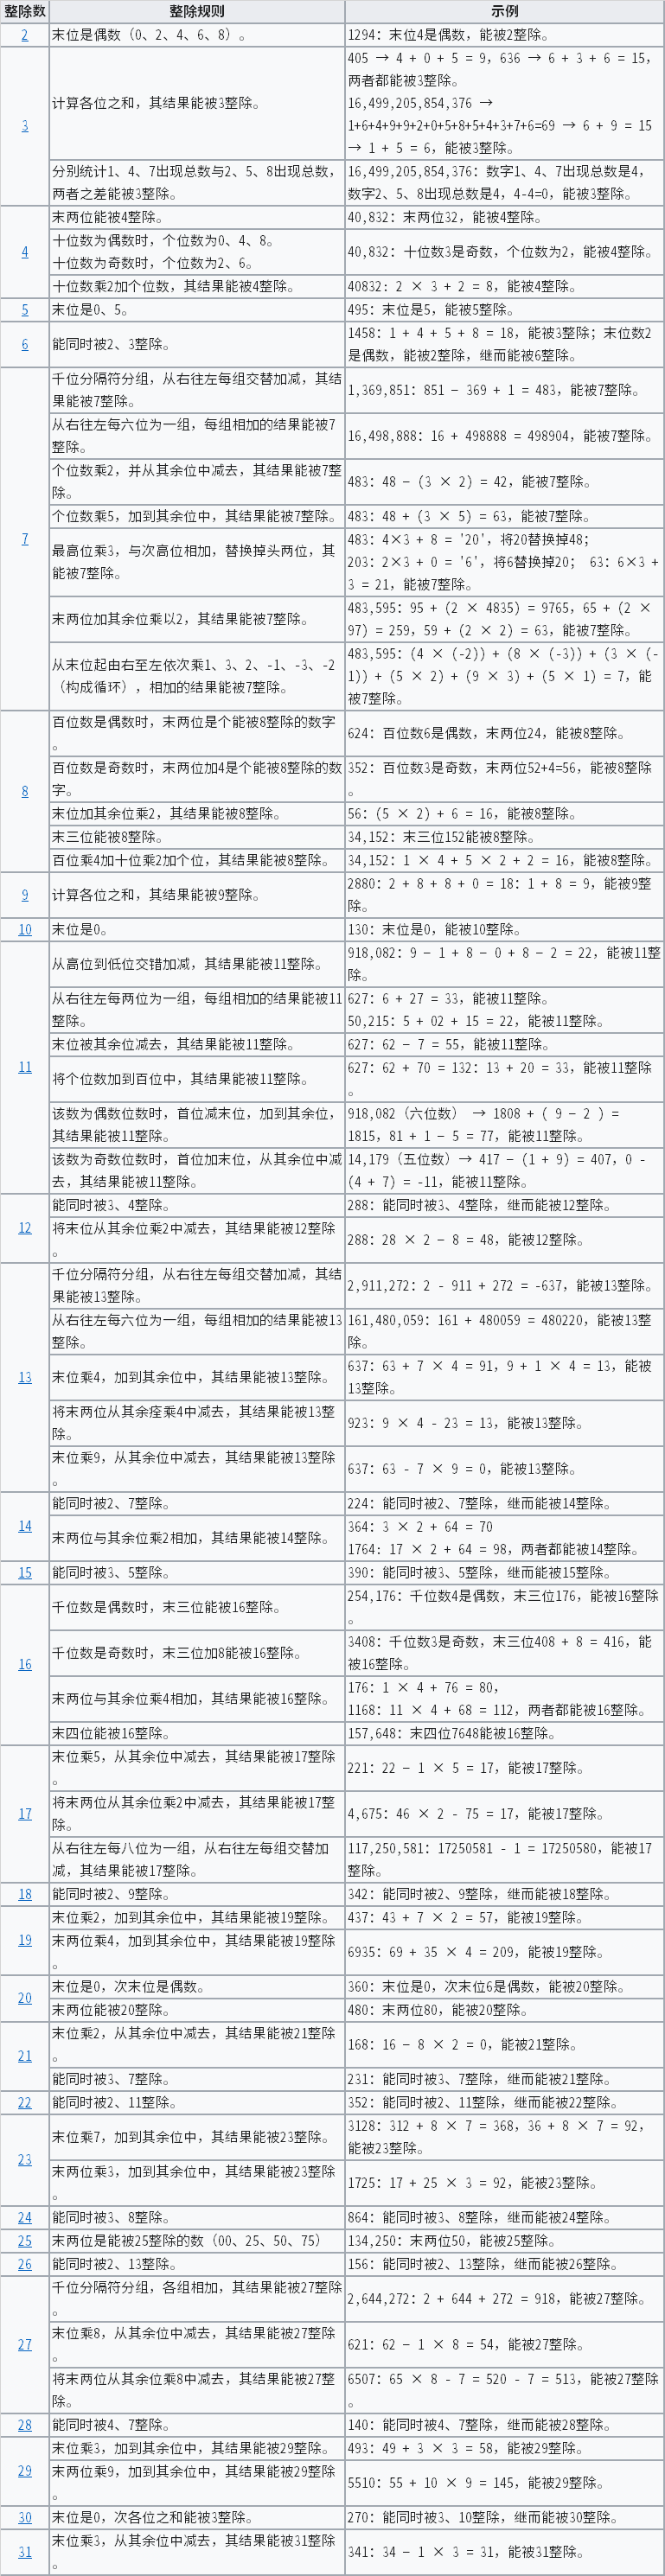 整除数 整除规则 示例
2 末位是偶数（0、2、4、6、8）。 1294：末位4是偶数，能被2整除。
3 计算各位之和，其结果能被3整除。 405 → 4 + 0 + 5 = 9，636 → 6 + 3 + 6 = 15，
两者都能被3整除。
16,499,205,854,376 →
1+6+4+9+9+2+0+5+8+5+4+3+7+6=69 → 6 + 9 = 15
→ 1 + 5 = 6，能被3整除。
分别统计1、4、7出现总数与2、5、8出现总数，
两者之差能被3整除。
16,499,205,854,376：数字1、4、7出现总数是4，
数字2、5、8出现总数是4，4-4=0，能被3整除。
4 末两位能被4整除。 40,832：末两位32，能被4整除。
十位数为偶数时，个位数为0、4、8。
十位数为奇数时，个位数为2、6。
40,832：十位数3是奇数，个位数为2，能被4整除。
十位数乘2加个位数，其结果能被4整除。 40832: 2 × 3 + 2 = 8，能被4整除。
5 末位是0、5。 495：末位是5，能被5整除。
6 能同时被2、3整除。 1458：1 + 4 + 5 + 8 = 18，能被3整除；末位数2
是偶数，能被2整除，继而能被6整除。
7 千位分隔符分组，从右往左每组交替加减，其结
果能被7整除。
1,369,851：851 − 369 + 1 = 483，能被7整除。
从右往左每六位为一组，每组相加的结果能被7
整除。
16,498,888：16 + 498888 = 498904，能被7整除。
个位数乘2，并从其余位中减去，其结果能被7整
除。
483：48 − (3 × 2) = 42，能被7整除。
个位数乘5，加到其余位中，其结果能被7整除。 483：48 + (3 × 5) = 63，能被7整除。
最高位乘3，与次高位相加，替换掉头两位，其
能被7整除。
483：4×3 + 8 = '20'，将20替换掉48；
203：2×3 + 0 = '6'，将6替换掉20； 63：6×3 +
3 = 21，能被7整除。
末两位加其余位乘以2，其结果能被7整除。 483,595：95 + (2 × 4835) = 9765，65 + (2 ×
97) = 259，59 + (2 × 2) = 63，能被7整除。
从末位起由右至左依次乘1、3、2、-1、-3、-2
（构成循环），相加的结果能被7整除。
483,595：(4 × (-2)) + (8 × (-3)) + (3 × (-
1)) + (5 × 2) + (9 × 3) + (5 × 1) = 7，能
被7整除。
8 百位数是偶数时，末两位是个能被8整除的数字
。
624：百位数6是偶数，末两位24，能被8整除。
百位数是奇数时，末两位加4是个能被8整除的数
字。
352：百位数3是奇数，末两位52+4=56，能被8整除
。
末位加其余位乘2，其结果能被8整除。 56：(5 × 2) + 6 = 16，能被8整除。
末三位能被8整除。 34,152：末三位152能被8整除。
百位乘4加十位乘2加个位，其结果能被8整除。 34,152：1 × 4 + 5 × 2 + 2 = 16，能被8整除。
9 计算各位之和，其结果能被9整除。 2880：2 + 8 + 8 + 0 = 18：1 + 8 = 9，能被9整
除。
10 末位是0。 130：末位是0，能被10整除。
11 从高位到低位交错加减，其结果能被11整除。 918,082：9 − 1 + 8 − 0 + 8 − 2 = 22，能被11整
除。
从右往左每两位为一组，每组相加的结果能被11
整除。
627：6 + 27 = 33，能被11整除。
50,215：5 + 02 + 15 = 22，能被11整除。
末位被其余位减去，其结果能被11整除。 627：62 − 7 = 55，能被11整除。
将个位数加到百位中，其结果能被11整除。 627：62 + 70 = 132：13 + 20 = 33，能被11整除
。
该数为偶数位数时，首位减末位，加到其余位，
其结果能被11整除。
918,082（六位数） → 1808 + ( 9 − 2 ) =
1815，81 + 1 − 5 = 77，能被11整除。
该数为奇数位数时，首位加末位，从其余位中减
去，其结果能被11整除。
14,179（五位数）→ 417 − (1 + 9) = 407，0 -
(4 + 7) = -11，能被11整除。
12 能同时被3、4整除。 288：能同时被3、4整除，继而能被12整除。
将末位从其余位乘2中减去，其结果能被12整除
。
288：28 × 2 − 8 = 48，能被12整除。
13 千位分隔符分组，从右往左每组交替加减，其结
果能被13整除。
2,911,272：2 - 911 + 272 = -637，能被13整除。
从右往左每六位为一组，每组相加的结果能被13
整除。
161,480,059：161 + 480059 = 480220，能被13整
除。
末位乘4，加到其余位中，其结果能被13整除。 637：63 + 7 × 4 = 91，9 + 1 × 4 = 13，能被
13整除。
将末两位从其余痊乘4中减去，其结果能被13整
除。
923：9 × 4 - 23 = 13，能被13整除。
末位乘9，从其余位中减去，其结果能被13整除
。
637：63 - 7 × 9 = 0，能被13整除。
14 能同时被2、7整除。 224：能同时被2、7整除，继而能被14整除。
末两位与其余位乘2相加，其结果能被14整除。 364：3 × 2 + 64 = 70
1764：17 × 2 + 64 = 98，两者都能被14整除。
15 能同时被3、5整除。 390：能同时被3、5整除，继而能被15整除。
16 千位数是偶数时，末三位能被16整除。 254,176：千位数4是偶数，末三位176，能被16整除
。
千位数是奇数时，末三位加8能被16整除。 3408：千位数3是奇数，末三位408 + 8 = 416，能
被16整除。
末两位与其余位乘4相加，其结果能被16整除。 176：1 × 4 + 76 = 80，
1168：11 × 4 + 68 = 112，两者都能被16整除。
末四位能被16整除。 157,648：末四位7648能被16整除。
17 末位乘5，从其余位中减去，其结果能被17整除
。
221：22 − 1 × 5 = 17，能被17整除。
将末两位从其余位乘2中减去，其结果能被17整
除。
4,675：46 × 2 - 75 = 17，能被17整除。
从右往左每八位为一组，从右往左每组交替加
减，其结果能被17整除。
117,250,581：17250581 - 1 = 17250580，能被17
整除。
18 能同时被2、9整除。 342：能同时被2、9整除，继而能被18整除。
19 末位乘2，加到其余位中，其结果能被19整除。 437：43 + 7 × 2 = 57，能被19整除。
末两位乘4，加到其余位中，其结果能被19整除
。
6935：69 + 35 × 4 = 209，能被19整除。
20 末位是0，次末位是偶数。 360：末位是0，次末位6是偶数，能被20整除。
末两位能被20整除。 480：末两位80，能被20整除。
21 末位乘2，从其余位中减去，其结果能被21整除
。
168：16 − 8 × 2 = 0，能被21整除。
能同时被3、7整除。 231：能同时被3、7整除，继而能被21整除。
22 能同时被2、11整除。 352：能同时被2、11整除，继而能被22整除。
23 末位乘7，加到其余位中，其结果能被23整除。 3128：312 + 8 × 7 = 368，36 + 8 × 7 = 92，
能被23整除。
末两位乘3，加到其余位中，其结果能被23整除
。
1725：17 + 25 × 3 = 92，能被23整除。
24 能同时被3、8整除。 864：能同时被3、8整除，继而能被24整除。
25 末两位是能被25整除的数（00、25、50、75） 134,250：末两位50，能被25整除。
26 能同时被2、13整除。 156：能同时被2、13整除，继而能被26整除。
27 千位分隔符分组，各组相加，其结果能被27整除
。
2,644,272：2 + 644 + 272 = 918，能被27整除。
末位乘8，从其余位中减去，其结果能被27整除
。
621：62 − 1 × 8 = 54，能被27整除。
将末两位从其余位乘8中减去，其结果能被27整
除。
6507：65 × 8 - 7 = 520 - 7 = 513，能被27整除
。
28 能同时被4、7整除。 140：能同时被4、7整除，继而能被28整除。
29 末位乘3，加到其余位中，其结果能被29整除。 493：49 + 3 × 3 = 58，能被29整除。
末两位乘9，加到其余位中，其结果能被29整除
。
5510：55 + 10 × 9 = 145，能被29整除。
30 末位是0，次各位之和能被3整除。 270：能同时被3、10整除，继而能被30整除。
31 末位乘3，从其余位中减去，其结果能被31整除
。
341：34 − 1 × 3 = 31，能被31整除。